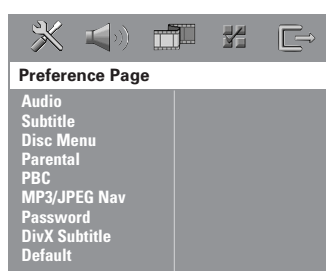 Preference Page
Audio
Subtitle
Disc Menu
Parental
PBC
MP3/JPEG Nav
Password
DivX Subtitle
Default